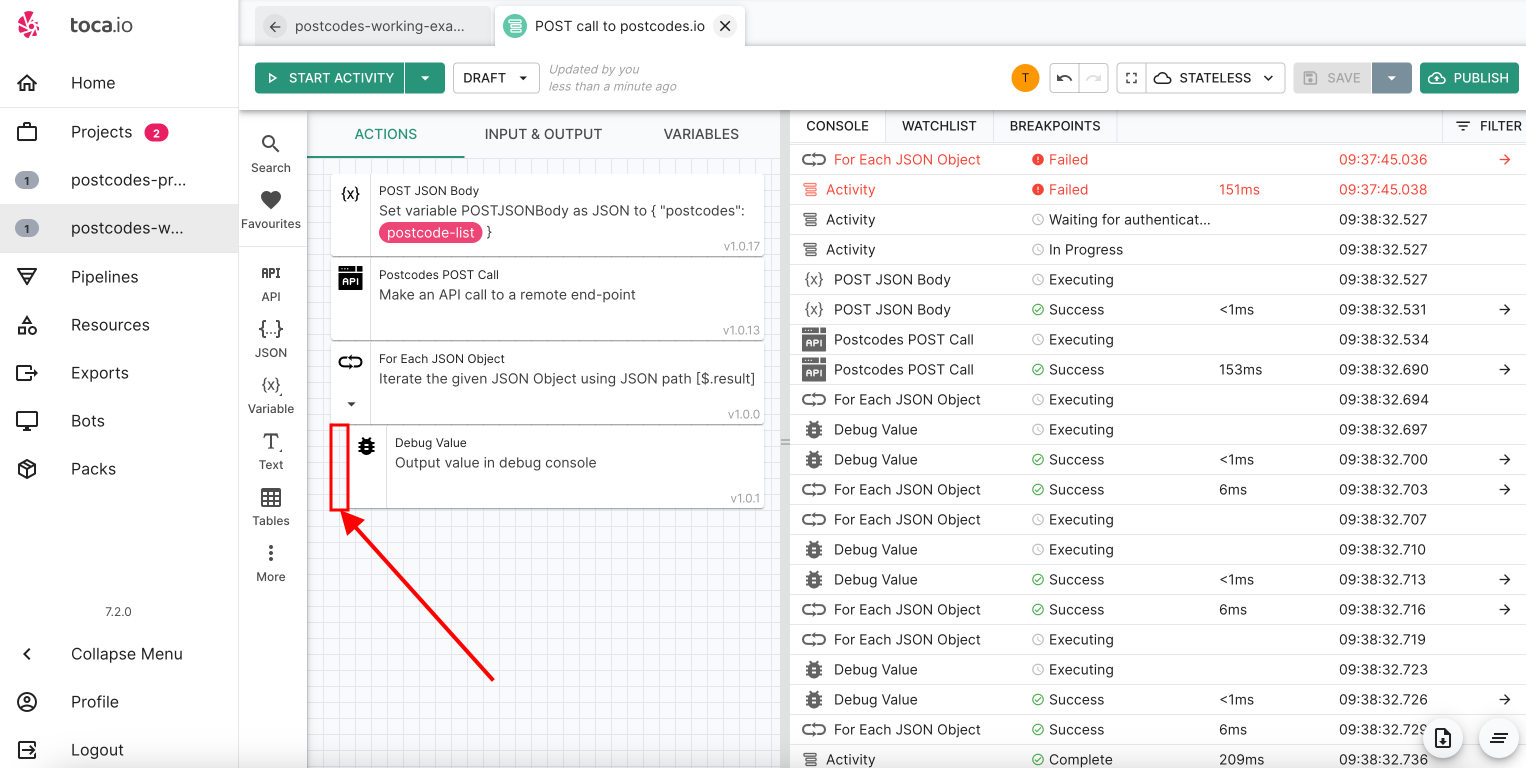 toca.io
Home
Projects 2
1 postcodes-pr...
1 postcodes-w...
Pipelines
Resources
Exports
Bots
Packs
7.2.0
Collapse Menu
Profile
Logout
postcodes-working-exa...
POST call to postcodes.io
START ACTIVITY
DRAFT
Updated by you
less than a minute ago
T
STATELESS
SAVE
PUBLISH
Search
Favourites
API
API
{...}
JSON
{x}
Variable
T
Text
Tables
More
ACTIONS INPUT & OUTPUT VARIABLES
{x} POST JSON Body
Set variable POSTJSONBody as JSON to { "postcodes":
postcode-list }
v1.0.17
API Postcodes POST Call
Make an API call to a remote end-point
v1.0.13
For Each JSON Object
Iterate the given JSON Object using JSON path [$.result]
v1.0.0
Debug Value
Output value in debug console
v1.0.1
CONSOLE WATCHLIST BREAKPOINTS FILTER
For Each JSON Object Failed 09:37:45.036
Activity Failed 151ms 09:37:45.038
Activity Waiting for authenticat... 09:38:32.527
Activity In Progress 09:38:32.527
{x} POST JSON Body Executing 09:38:32.527
{x} POST JSON Body Success <1ms 09:38:32.531
API Postcodes POST Call Executing 09:38:32.534
API Postcodes POST Call Success 153ms 09:38:32.690
For Each JSON Object Executing 09:38:32.694
Debug Value Executing 09:38:32.697
Debug Value Success <1ms 09:38:32.700
For Each JSON Object Success 6ms 09:38:32.703
For Each JSON Object Executing 09:38:32.707
Debug Value Executing 09:38:32.710
Debug Value Success <1ms 09:38:32.713
For Each JSON Object Success 6ms 09:38:32.716
For Each JSON Object Executing 09:38:32.719
Debug Value Executing 09:38:32.723
Debug Value Success <1ms 09:38:32.726
For Each JSON Object Success 6ms 09:38:32.729
Activity Complete 209ms 09:38:32.736